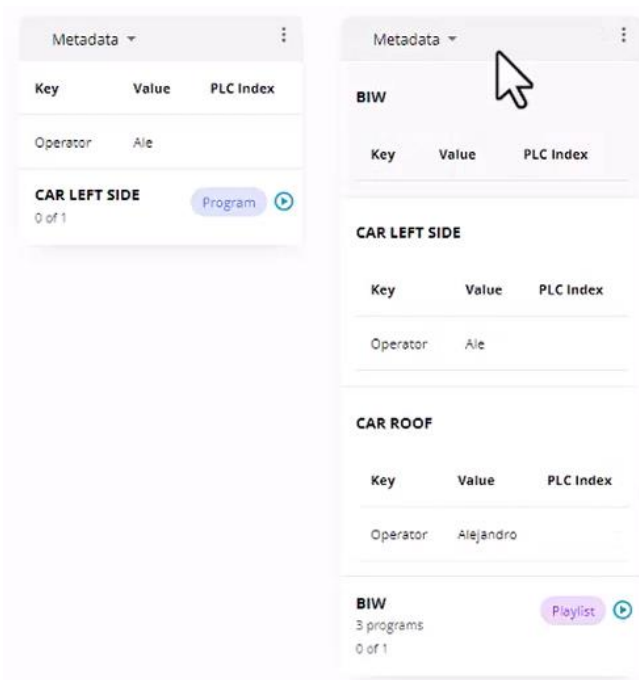 Metadata
Key Value PLC Index
Operator Ale
CAR LEFT SIDE
Program
0 of 1
Metadata
BIW
Key Value PLC Index
CAR LEFT SIDE
Key Value PLC Index
Operator Ale
CAR ROOF
Key Value PLC Index
Operator Alejandro
BIW
Playlist
3 programs
0 of 1